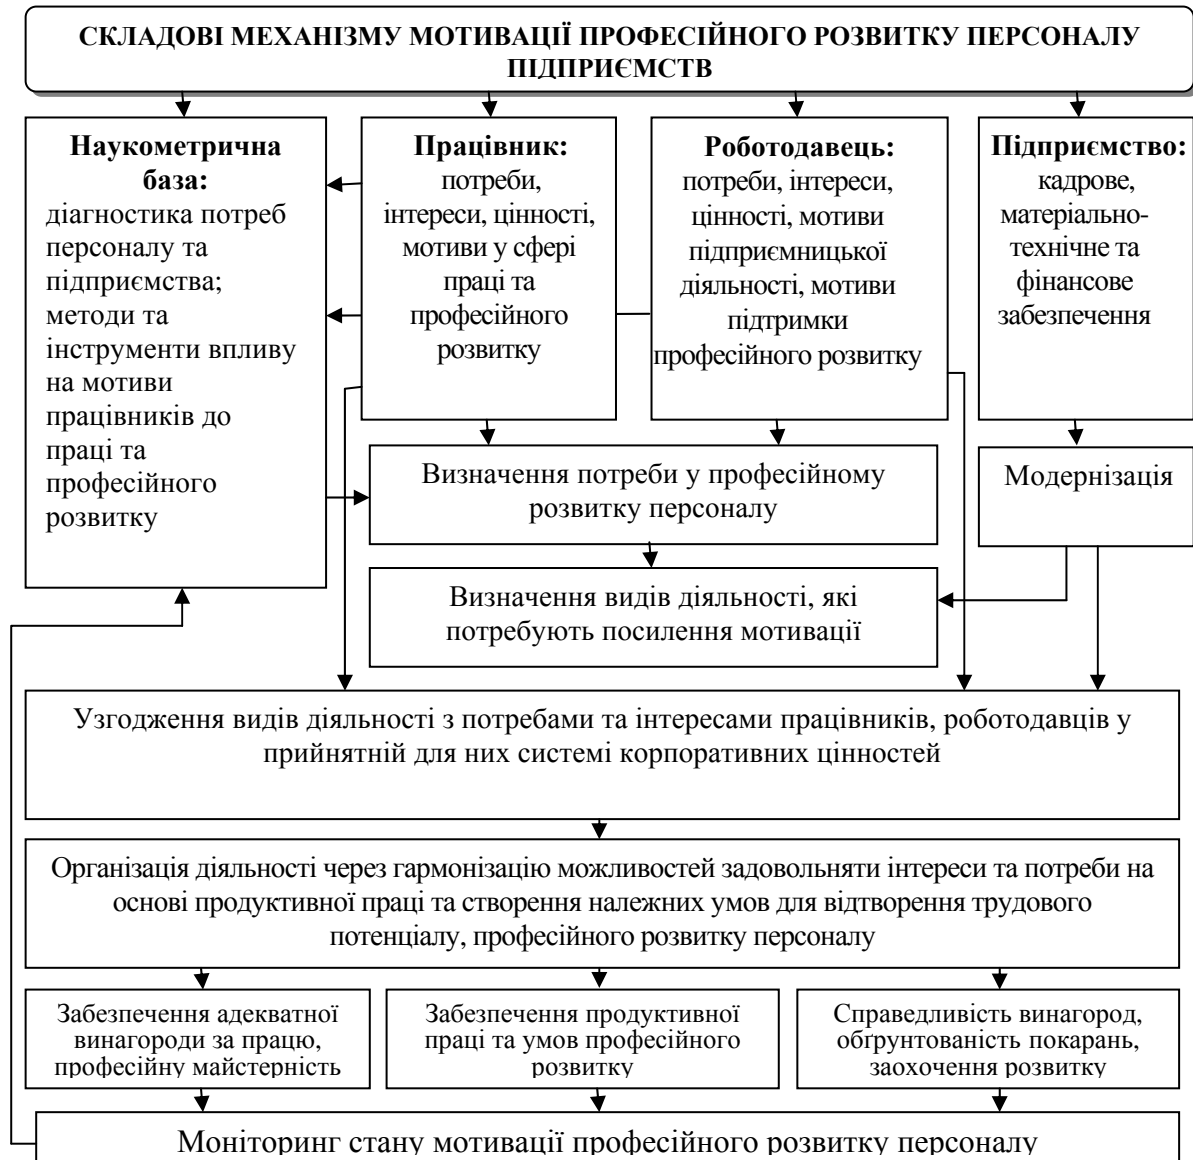 СКЛАДОВІ МЕХАНІЗМУ МОТИВАЦІЇ ПРОФЕСІЙНОГО РОЗВИТКУ ПЕРСОНАЛУ
ПІДПРИЄМСТВ
Наукометрична
база:
діагностика потреб
персоналу та
підприємства;
методи та
інструменти впливу
на мотиви
працівників до
праці та
професійного
розвитку
Працівник:
потреби,
інтереси, цінності,
мотиви у сфері
праці та
професійного
розвитку
Роботодавець:
потреби, інтереси,
цінності, мотиви
підприємницької
діяльності, мотиви
підтримки
професійного розвитку
Підприємство:
кадрове,
матеріально-
технічне та
фінансове
забезпечення
Визначення потреби у професійному
розвитку персоналу
Модернізація
Визначення видів діяльності, які
потребують посилення мотивації
Узгодження видів діяльності з потребами та інтересами працівників, роботодавців у
прийнятній для них системі корпоративних цінностей
Організація діяльності через гармонізацію можливостей задовольняти інтереси та потреби на
основі продуктивної праці та створення належних умов для відтворення трудового
потенціалу, професійного розвитку персоналу
Забезпечення адекватної
винагороди за працю,
професійну майстерність
Забезпечення продуктивної
праці та умов професійного
розвитку
Справедливість винагород,
обґрунтованість покарань,
заохочення розвитку
Моніторинг стану мотивації професійного розвитку персоналу